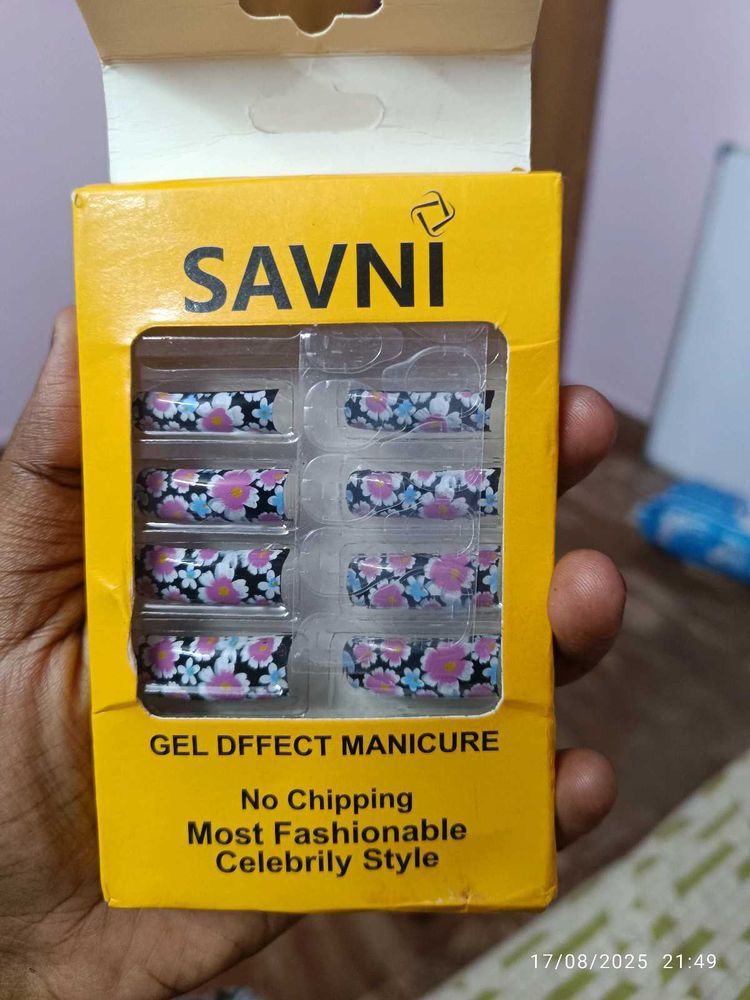 SAVNI
GEL DFFECT MANICURE
No Chipping
Most Fashionable
Celebrily Style
17/08/2025 21:49